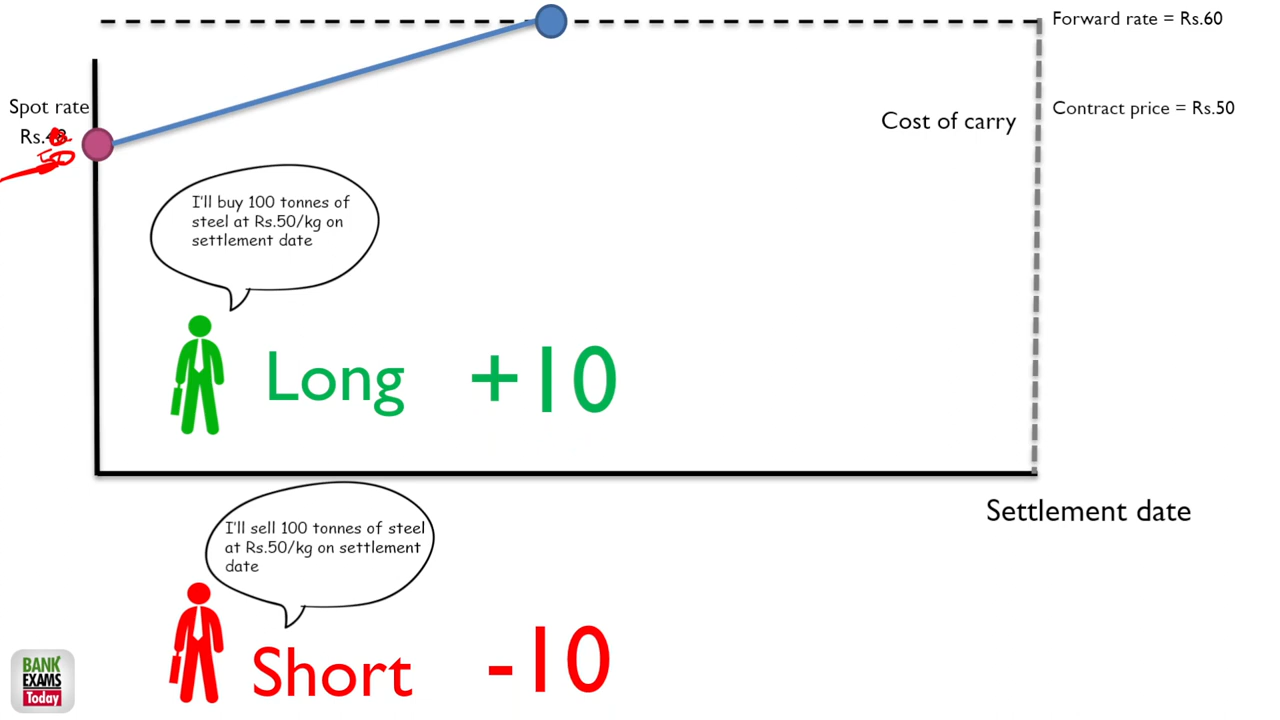 Forward rate = Rs.60
Spot rate
Contract price = Rs.50
Cost of carry
Rs.
50
I'll buy 100 tonnes of
steel at Rs.50/kg on
settlement date
Long +10
Settlement date
I'll sell 100 tonnes of steel
at Rs.50/kg on settlement
date
Short -10
BANK
EXAMS
Today